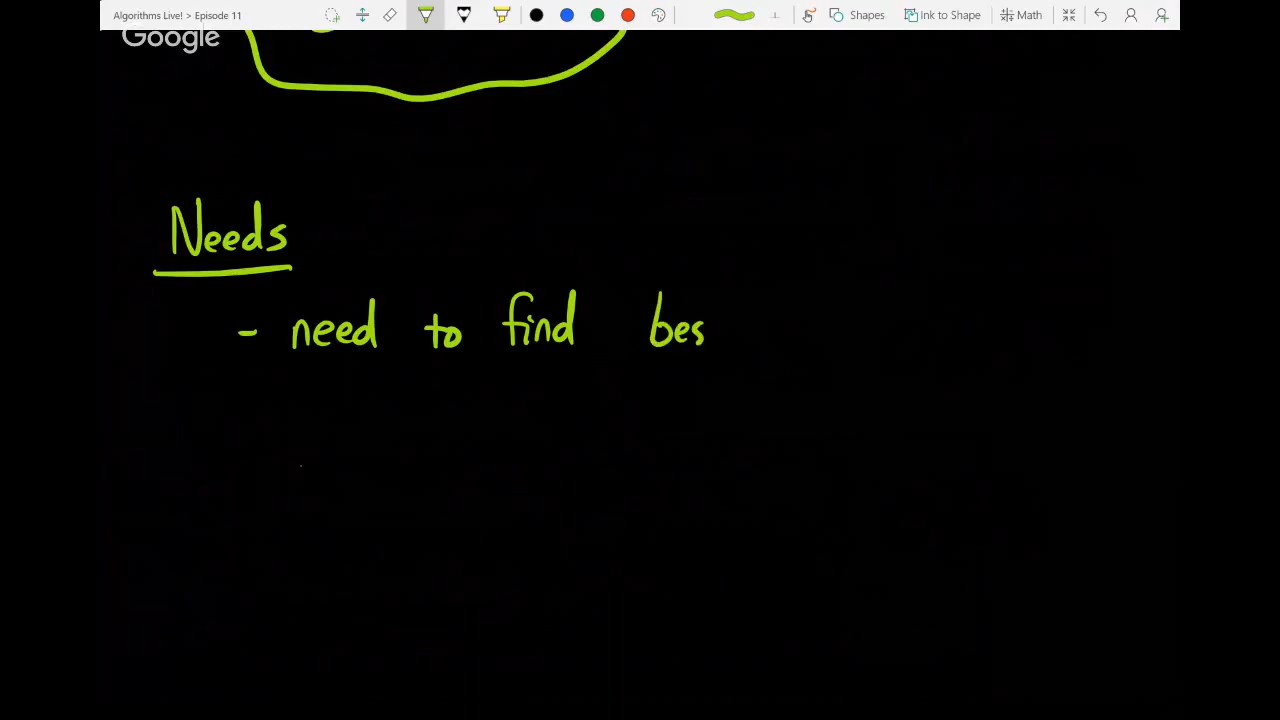 Algorithms Live! > Episode 11 Shapes Ink to Shape Math
Google
Needs
- need to find bes